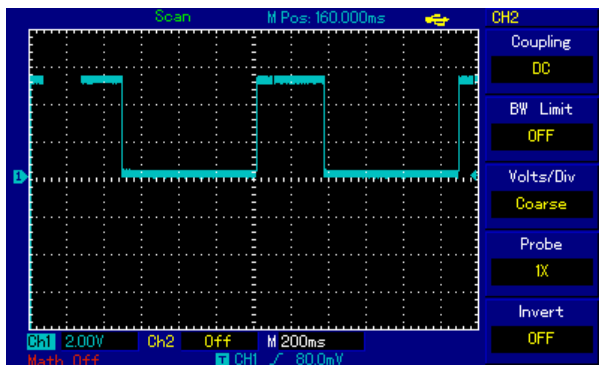 Scan M Pos: 160.000ms CH2
Coupling
DC
BW Limit
OFF
1
Volts/Div
Coarse
Probe
1X
Invert
OFF
Ch1 2.00V Ch2 Off M 200ms
Math Off T CH1 80.0mV